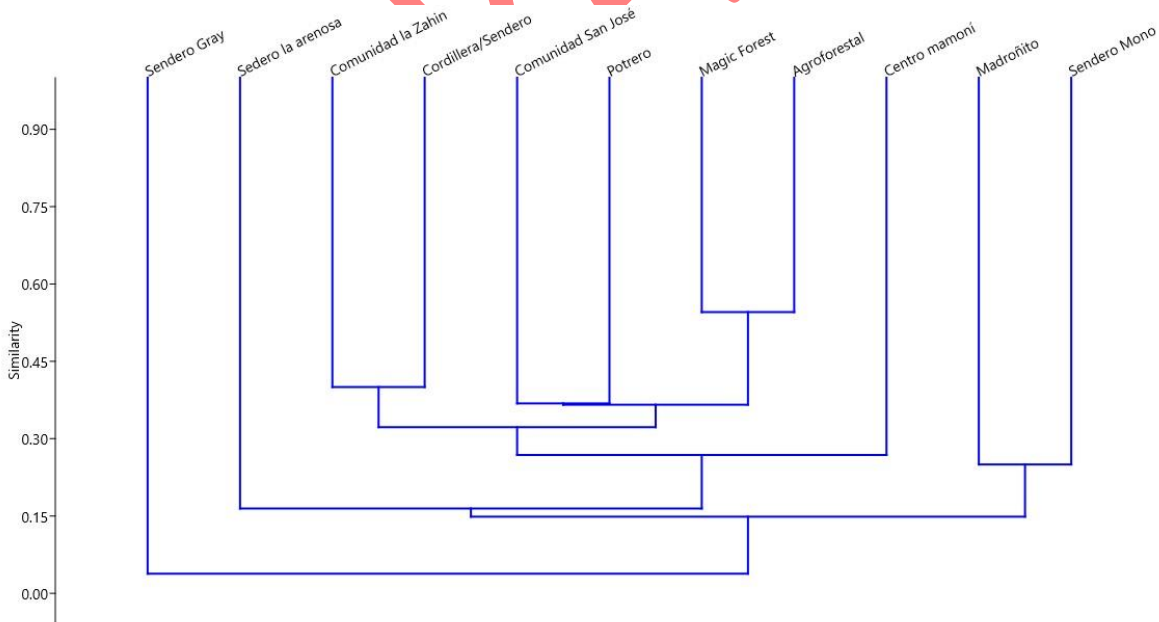 Sendero Gray
Sedero la arenosa
Comunidad la Zahin
Cordillera/Sendero
Comunidad San José
Potrero
Magic Forest
Agroforestal
Centro mamoní
Madroñito
Sendero Mono
0.90
0.75
0.60
0.45
0.30
0.15
0.00
Similarity